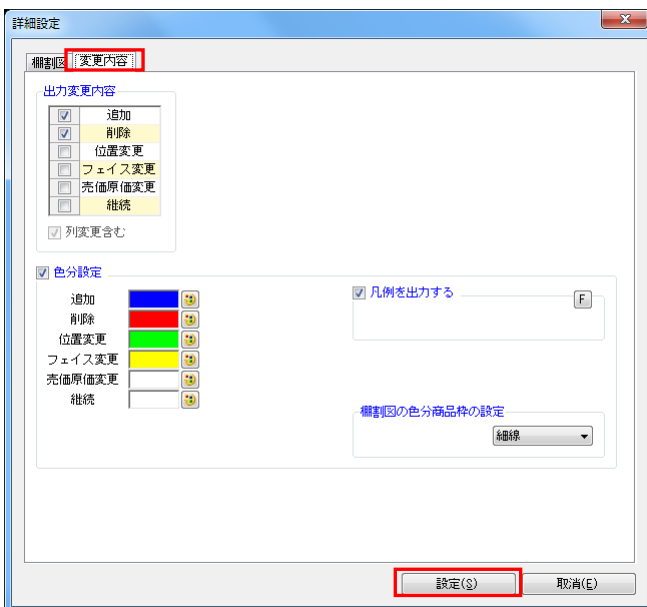 詳細設定
棚割図 変更内容
出力変更内容
追加
削除
位置変更
フェイス変更
売価原価変更
継続
列変更含む
色分設定
追加
削除
位置変更
フェイス変更
売価原価変更
継続
凡例を出力する
F
棚割図の色分商品枠の設定
細線
設定(S) 取消(E)